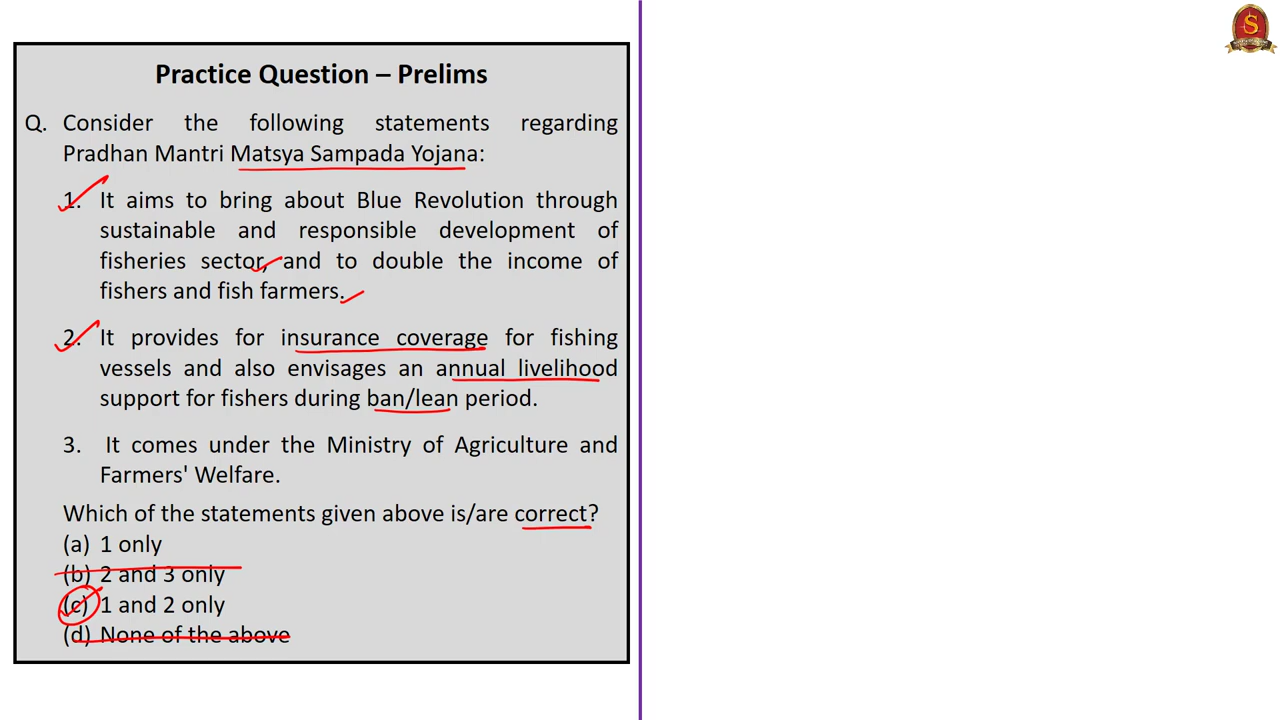 Practice Question – Prelims
Q. Consider the following statements regarding
Pradhan Mantri Matsya Sampada Yojana:
1. It aims to bring about Blue Revolution through
sustainable and responsible development of
fisheries sector, and to double the income of
fishers and fish farmers.
2. It provides for insurance coverage for fishing
vessels and also envisages an annual livelihood
support for fishers during ban/lean period.
3. It comes under the Ministry of Agriculture and
Farmers' Welfare.
Which of the statements given above is/are correct?
(a) 1 only
(b) 2 and 3 only
(c) 1 and 2 only
(d) None of the above
S